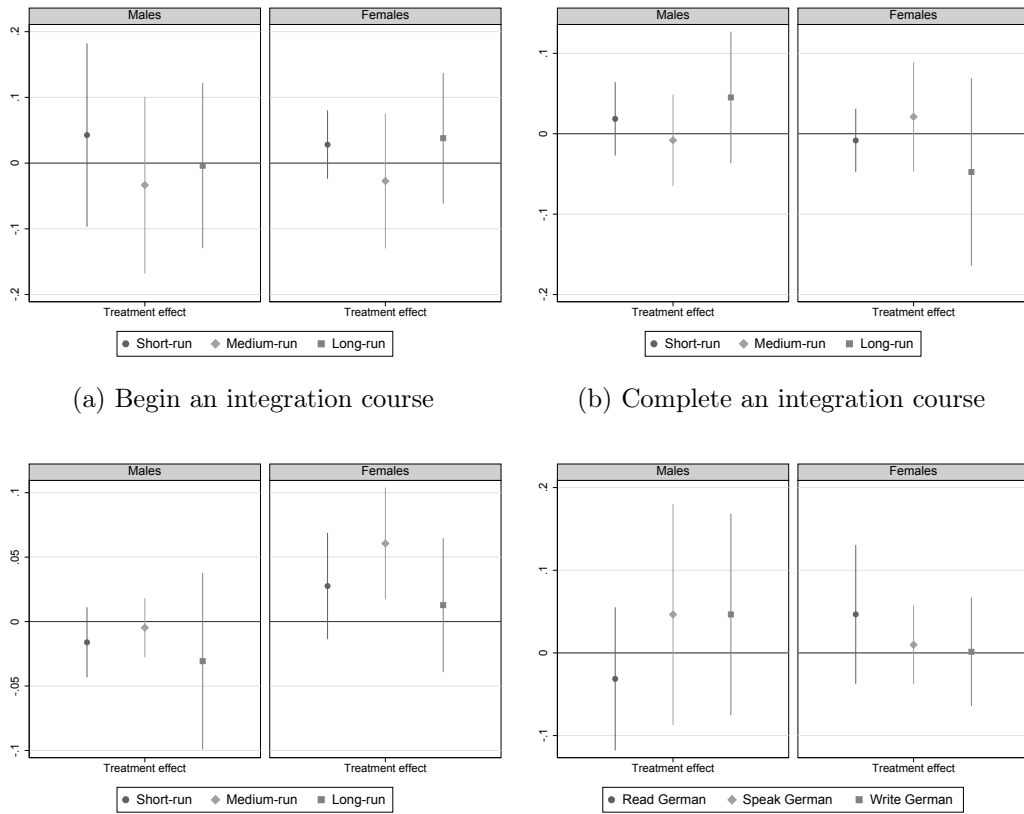 Males Females
.2
.1
0
-.1
-.2
Treatment effect Treatment effect
Short-run Medium-run Long-run
(a) Begin an integration course
Males Females
.1
0
-.1
-.2
Treatment effect Treatment effect
Short-run Medium-run Long-run
(b) Complete an integration course
Males Females
.1
.05
0
-.05
-.1
Treatment effect Treatment effect
Short-run Medium-run Long-run
Males Females
.2
.1
0
-.1
Treatment effect Treatment effect
Read German Speak German Write German